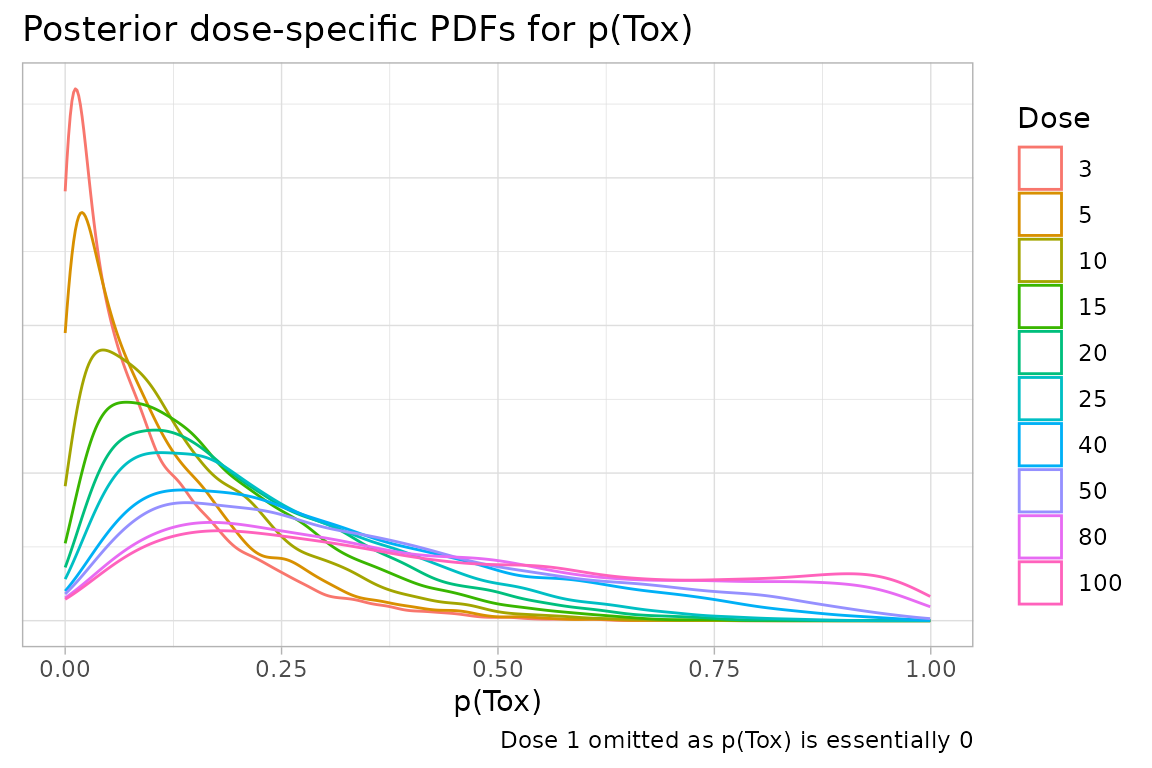 Posterior dose-specific PDFs for p(Tox)
Dose
3
5
10
15
20
25
40
50
80
100
0.00 0.25 0.50 0.75 1.00
p(Tox)
Dose 1 omitted as p(Tox) is essentially 0